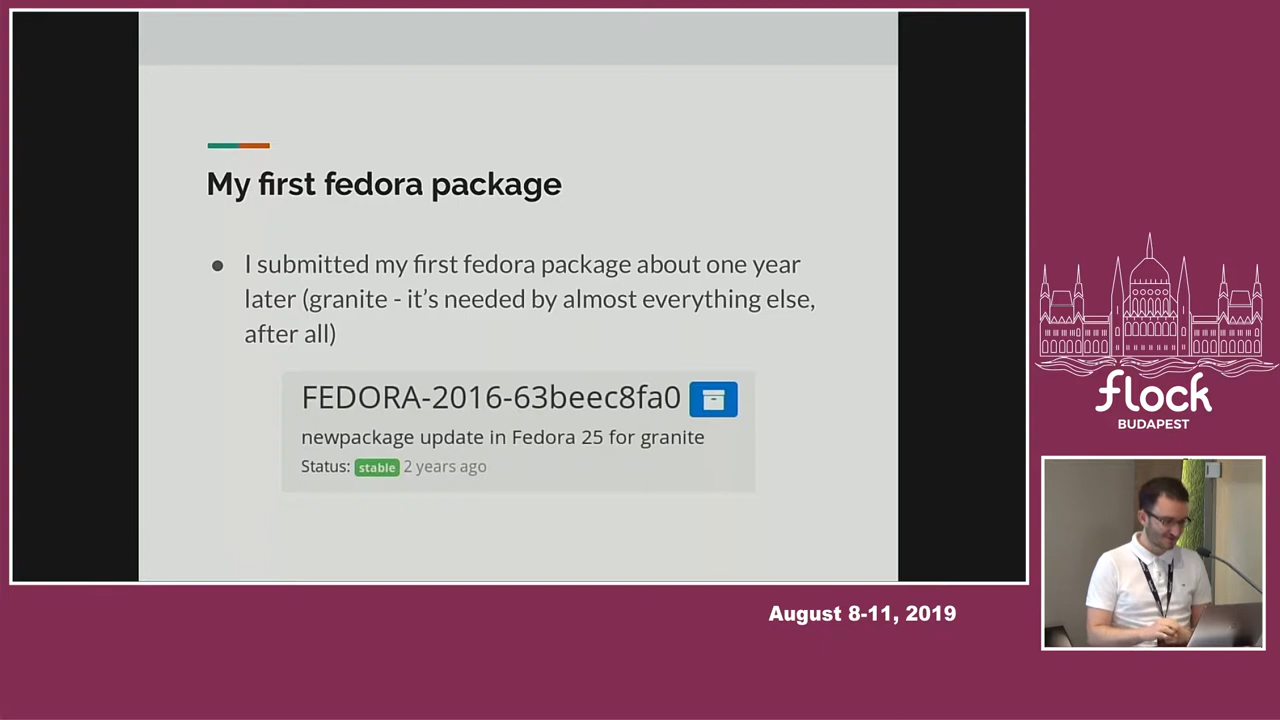 My first fedora package
● I submitted my first fedora package about one year
later (granite - it’s needed by almost everything else,
after all)
FEDORA-2016-63beec8fa0
newpackage update in Fedora 25 for granite
Status: stable 2 years ago
flock
BUDAPEST
August 8-11, 2019